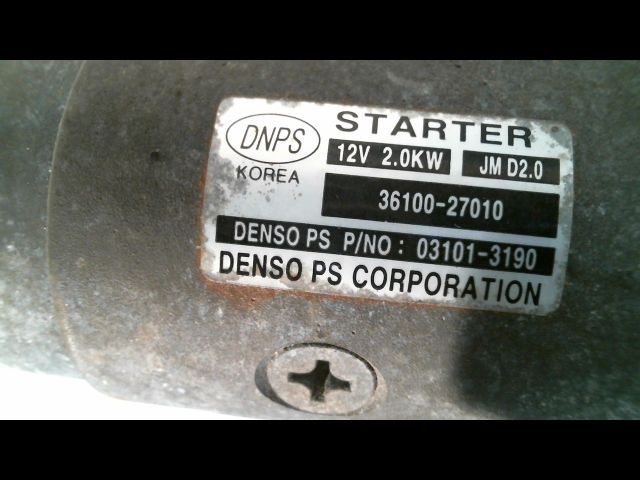 DNPS
KOREA
STARTER
12V 2.0KW JM D2.0
36100-27010
DENSO PS P/NO : 03101-3190
DENSO PS CORPORATION